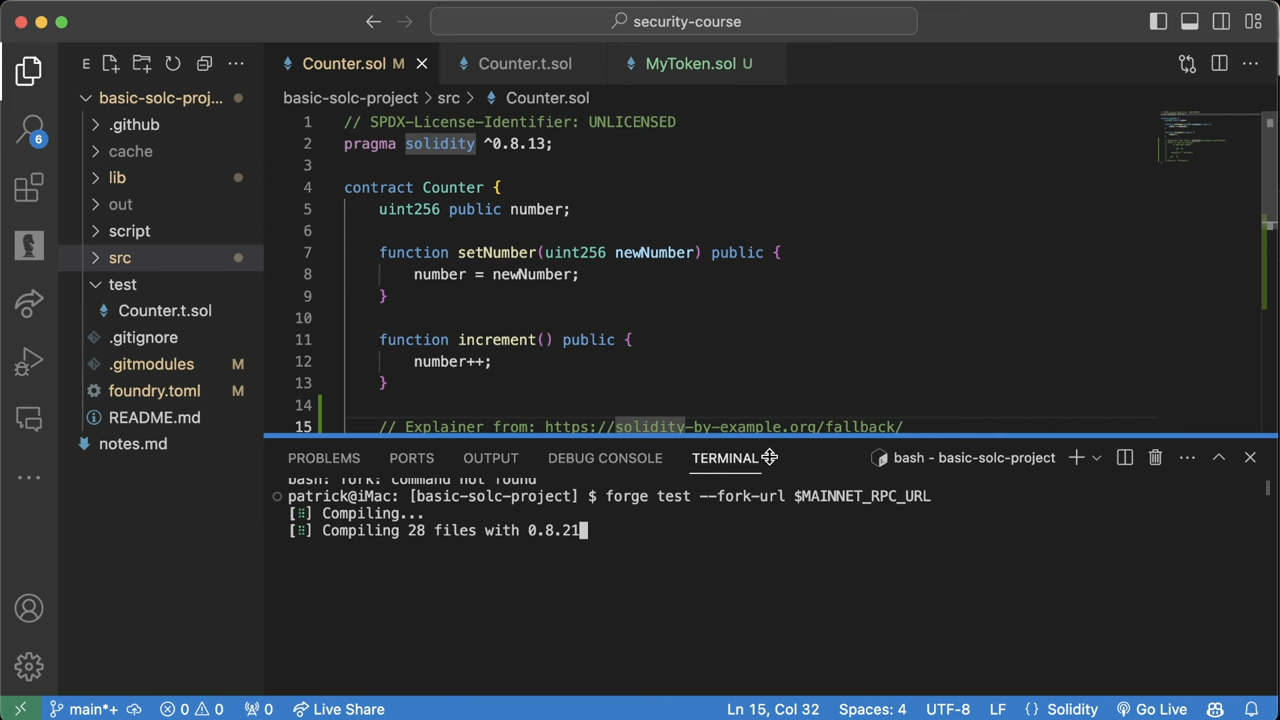 security-course
E
Counter.sol M
Counter.t.sol
MyToken.sol U
basic-solc-proj...
basic-solc-project > src > Counter.sol
.github
cache
lib
out
script
src
test
Counter.t.sol
.gitignore
.gitmodules M
foundry.toml M
README.md
notes.md
6
1 // SPDX-License-Identifier: UNLICENSED
2 pragma solidity ^0.8.13;
3
4 contract Counter {
5 uint256 public number;
6
7 function setNumber(uint256 newNumber) public {
8 number = newNumber;
9 }
10
11 function increment() public {
12 number++;
13 }
14
15 // Explainer from: https://solidity-by-example.org/fallback/
PROBLEMS PORTS OUTPUT DEBUG CONSOLE TERMINAL bash - basic-solc-project
bash: fork: command not found
patrick@iMac: [basic-solc-project] $ forge test --fork-url $MAINNET_RPC_URL
[⠿] Compiling...
[⠿] Compiling 28 files with 0.8.21
main*+ 0 0 0 Live Share Ln 15, Col 32 Spaces: 4 UTF-8 LF {} Solidity Go Live